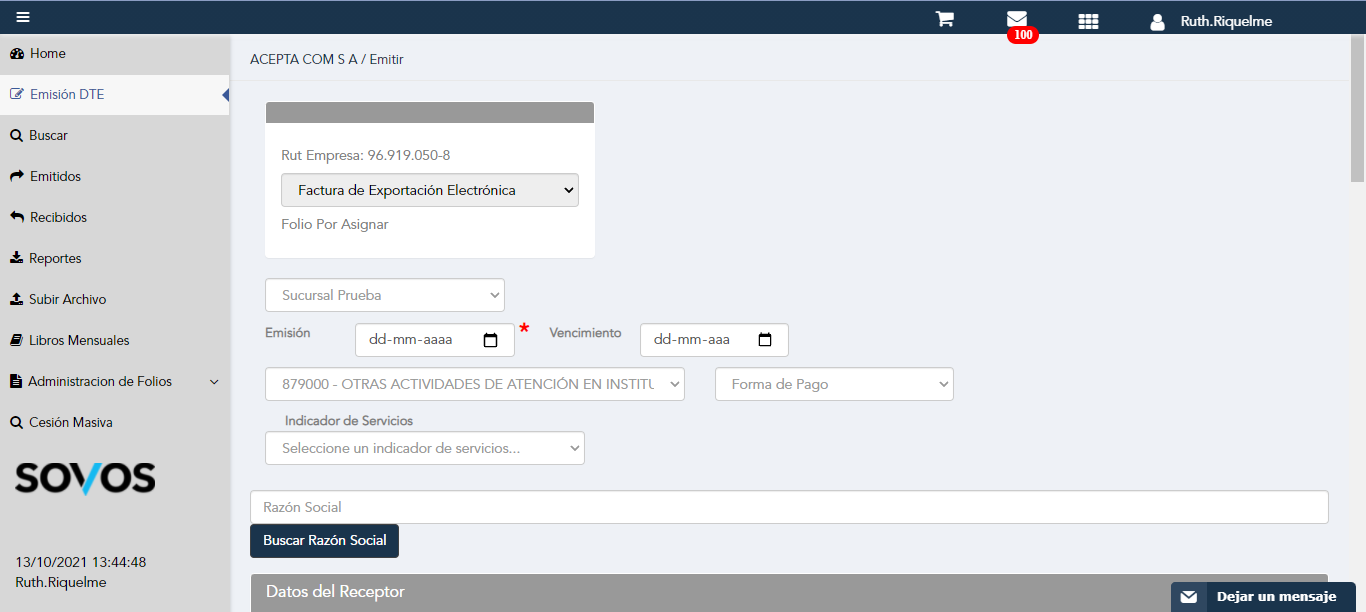 Ruth.Riquelme
100
Home
Emisión DTE
Buscar
Emitidos
Recibidos
Reportes
Subir Archivo
Libros Mensuales
Administracion de Folios
Cesión Masiva
SOVOS
13/10/2021 13:44:48
Ruth.Riquelme
ACEPTA COM S A / Emitir
Rut Empresa: 96.919.050-8
Factura de Exportación Electrónica
Folio Por Asignar
Sucursal Prueba
Emisión dd-mm-aaaa * Vencimiento dd-mm-aaa
879000 - OTRAS ACTIVIDADES DE ATENCIÓN EN INSTITU Forma de Pago
Indicador de Servicios
Seleccione un indicador de servicios...
Razón Social
Buscar Razón Social
Datos del Receptor
Dejar un mensaje